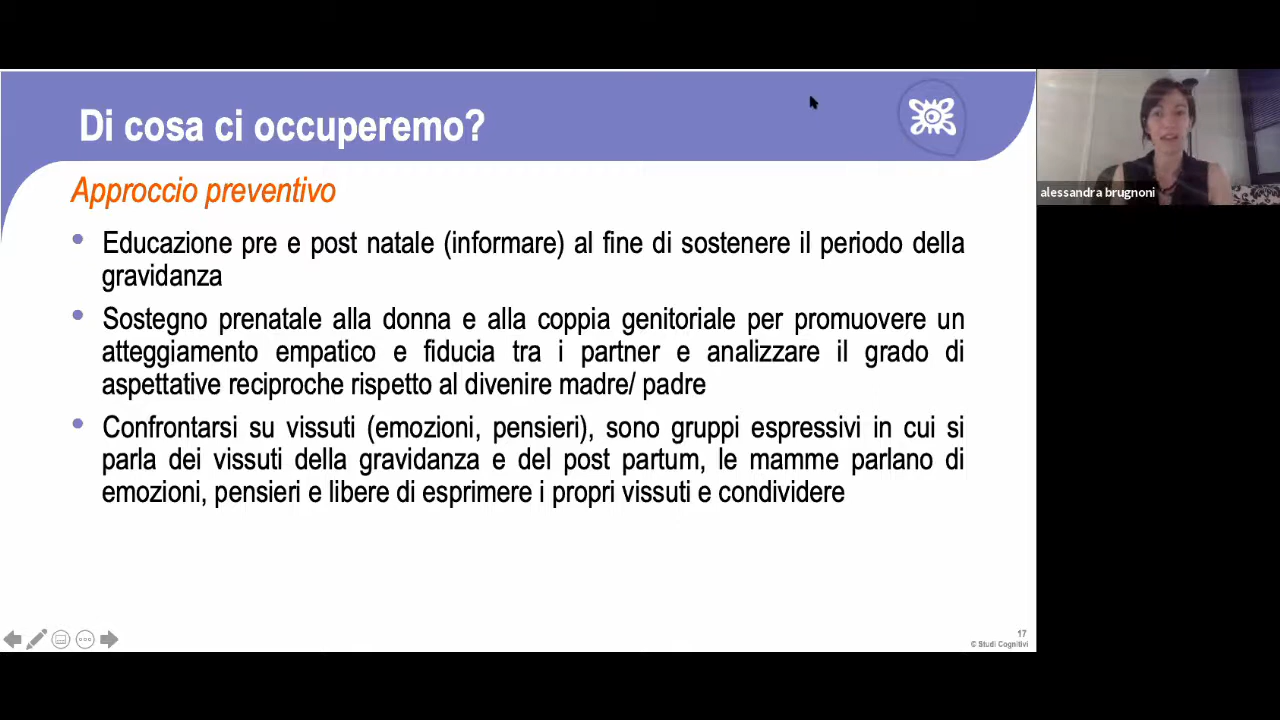 Di cosa ci occuperemo?
Approccio preventivo
alessandra brugnoni
• Educazione pre e post natale (informare) al fine di sostenere il periodo della
gravidanza
• Sostegno prenatale alla donna e alla coppia genitoriale per promuovere un
atteggiamento empatico e fiducia tra i partner e analizzare il grado di
aspettative reciproche rispetto al divenire madre/ padre
• Confrontarsi su vissuti (emozioni, pensieri), sono gruppi espressivi in cui si
parla dei vissuti della gravidanza e del post partum, le mamme parlano di
emozioni, pensieri e libere di esprimere i propri vissuti e condividere
17
© Studi Cognitivi